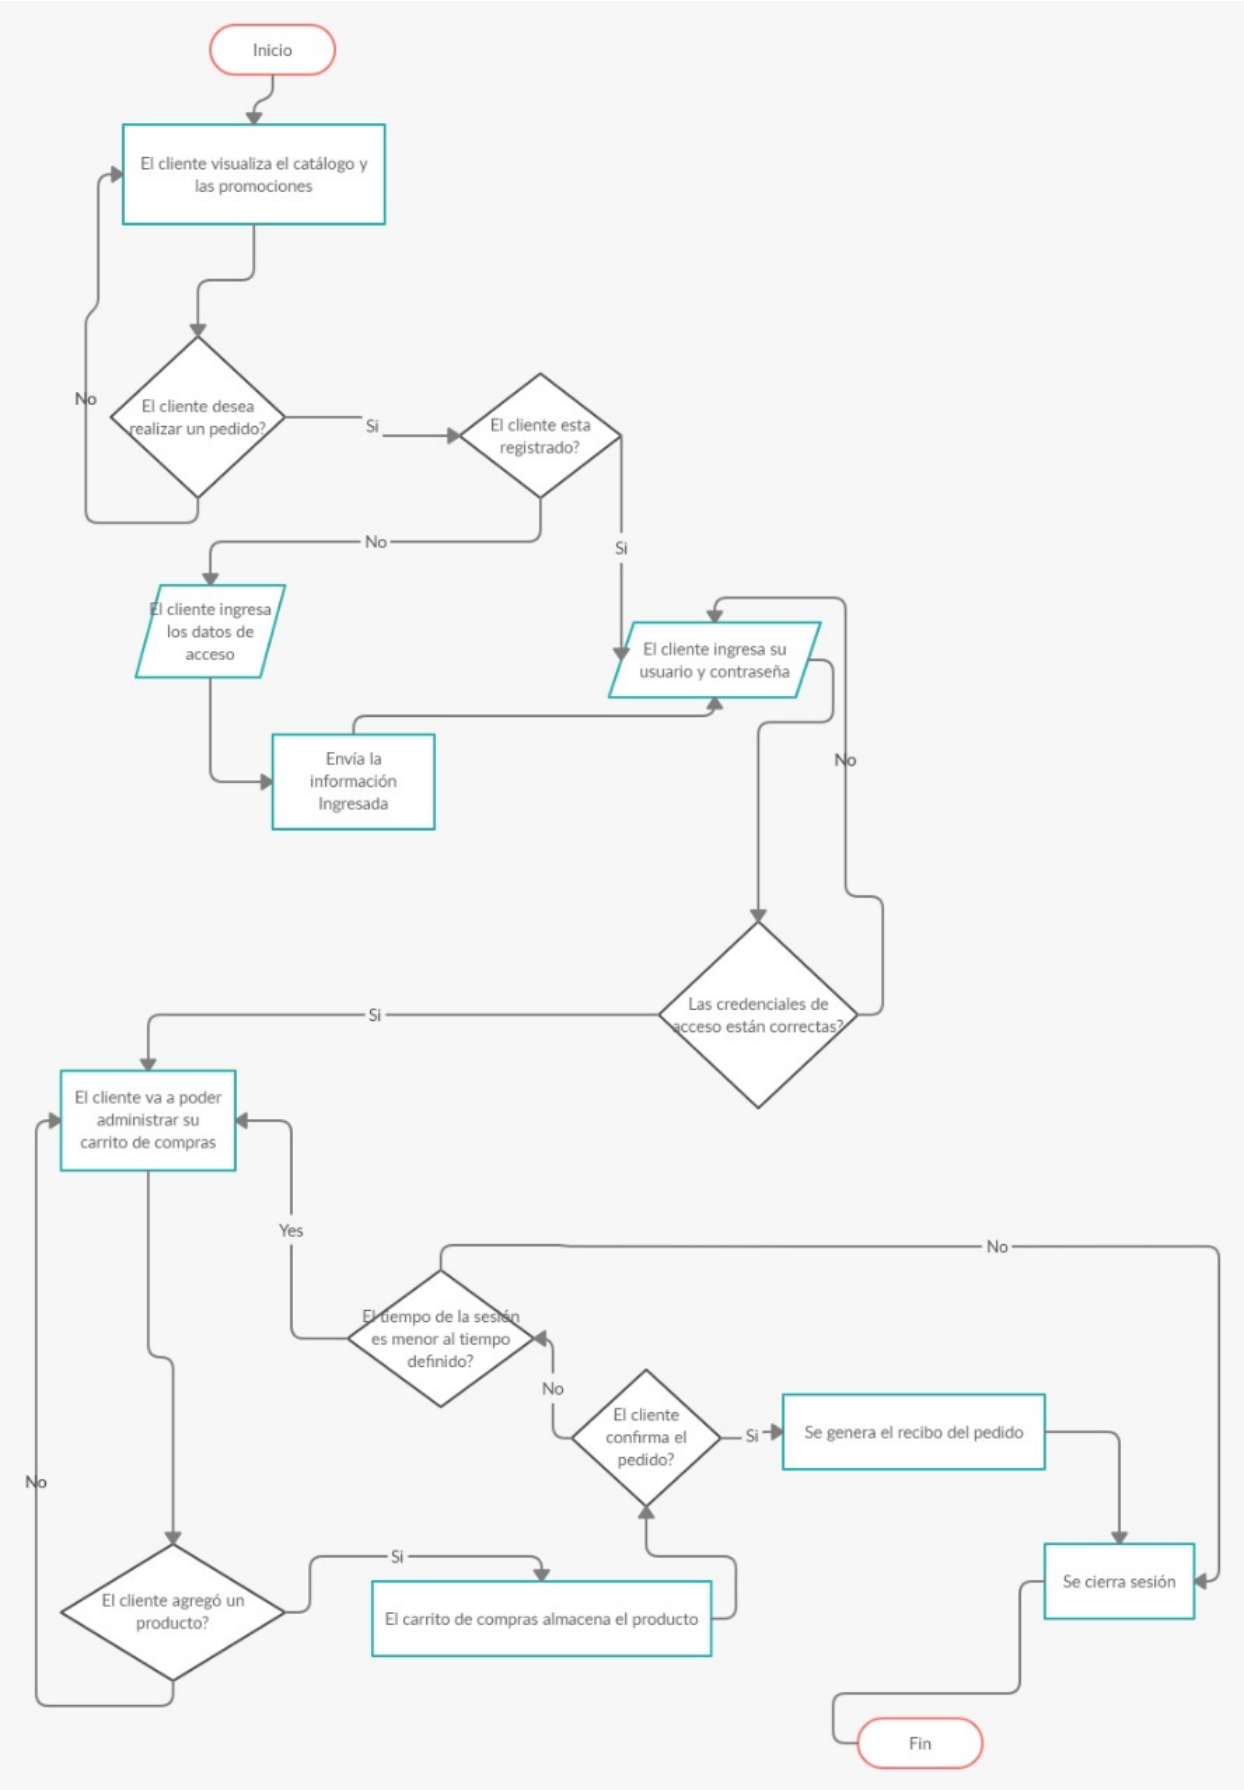 Inicio
El cliente visualiza el catálogo y
las promociones
No
El cliente desea
realizar un pedido?
Si
El cliente esta
registrado?
No
Si
El cliente ingresa
los datos de
acceso
El cliente ingresa su
usuario y contraseña
Envía la
información
Ingresada
No
Las credenciales de
acceso están correctas?
Si
El cliente va a poder
administrar su
carrito de compras
Yes
No
El tiempo de la sesión
es menor al tiempo
definido?
No
El cliente
confirma el
pedido?
Si
Se genera el recibo del pedido
No
El cliente agregó un
producto?
Si
El carrito de compras almacena el producto
Se cierra sesión
Fin